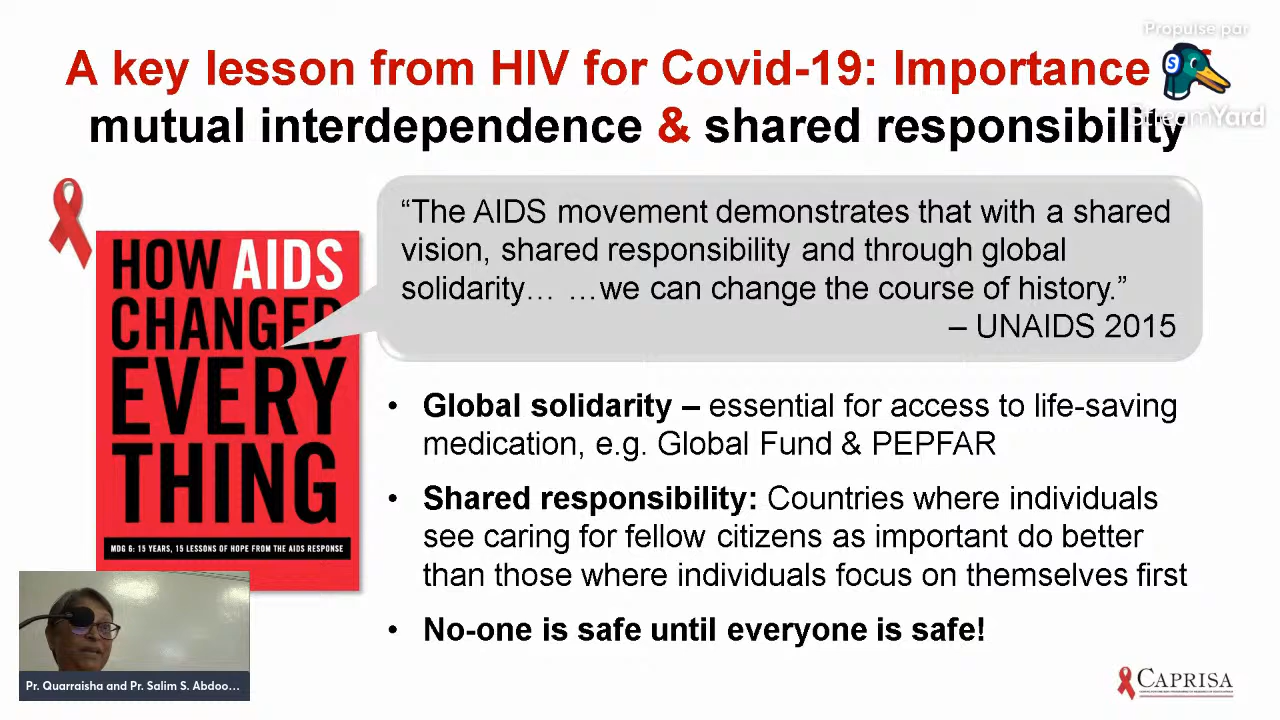 Propulse par
A key lesson from HIV for Covid-19: Importance of
StreamYard
mutual interdependence & shared responsibility
“The AIDS movement demonstrates that with a shared
vision, shared responsibility and through global
solidarity… …we can change the course of history.”
– UNAIDS 2015
HOW AIDS
CHANGED
EVERY
THING
MDG 6: 15 YEARS, 15 LESSONS OF HOPE FROM THE AIDS RESPONSE
• Global solidarity – essential for access to life-saving
medication, e.g. Global Fund & PEPFAR
• Shared responsibility: Countries where individuals
see caring for fellow citizens as important do better
than those where individuals focus on themselves first
• No-one is safe until everyone is safe!
Pr. Quarraisha and Pr. Salim S. Abdoo...
CAPRISA